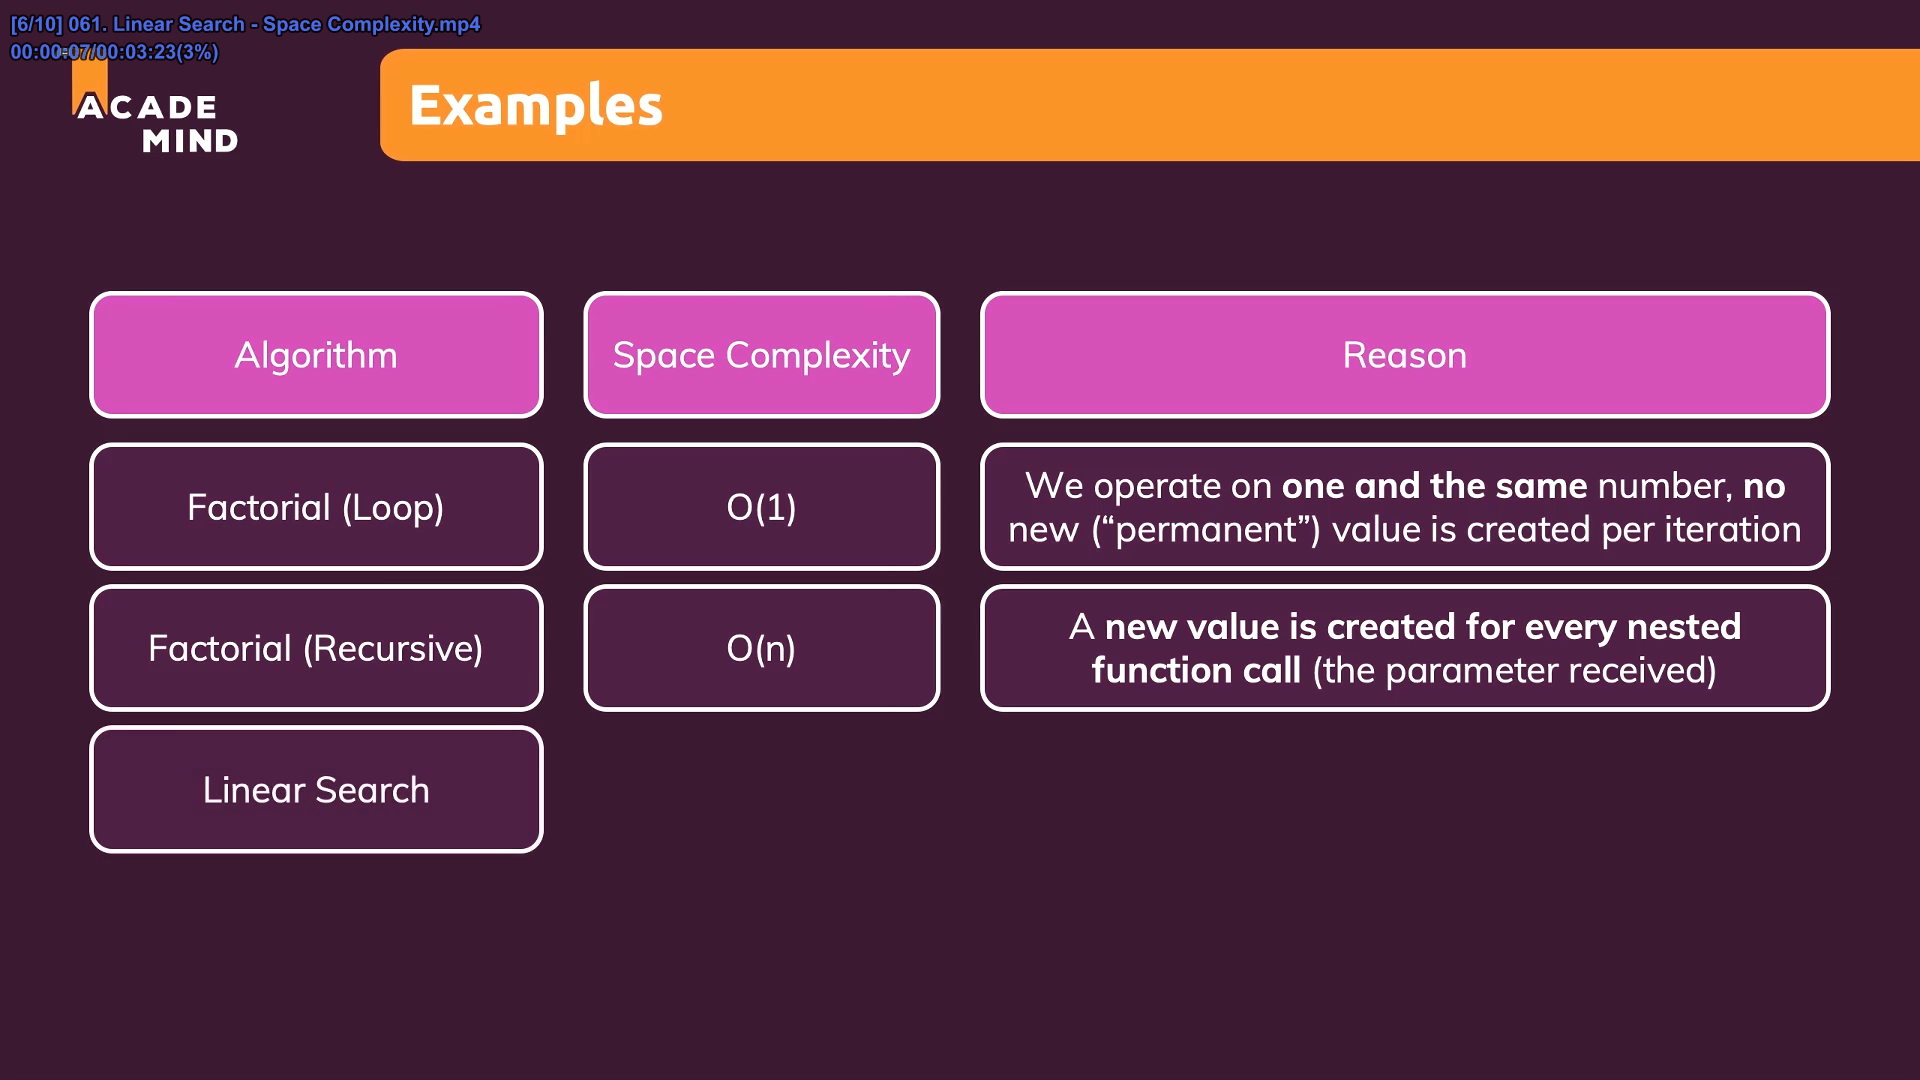 [6/10] 061. Linear Search - Space Complexity.mp4
00:00:07/00:03:23(3%)
ACADE
MIND
Examples
Algorithm
Space Complexity
Reason
Factorial (Loop)
O(1)
We operate on one and the same number, no
new (“permanent”) value is created per iteration
Factorial (Recursive)
O(n)
A new value is created for every nested
function call (the parameter received)
Linear Search